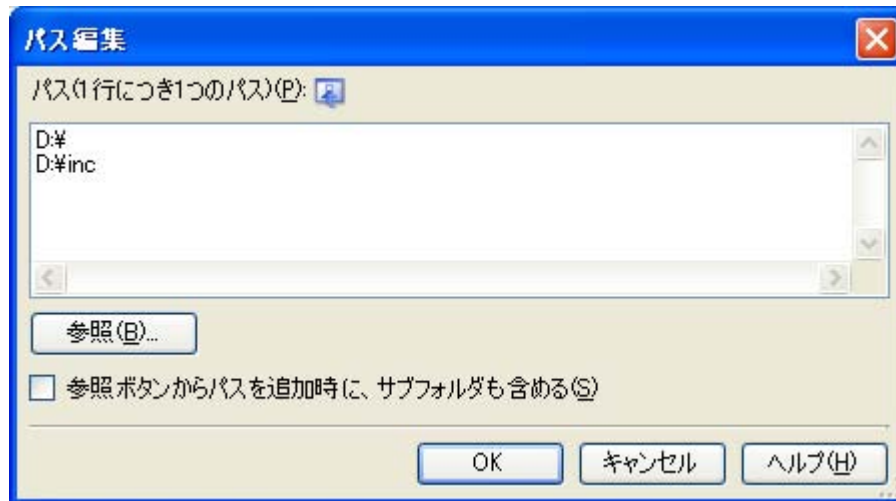 パス編集
パス(1行につき1つのパス)(P):
D:¥
D:¥inc
参照(B)...
参照ボタンからパスを追加時に、サブフォルダも含める(S)
OK
キャンセル
ヘルプ(H)